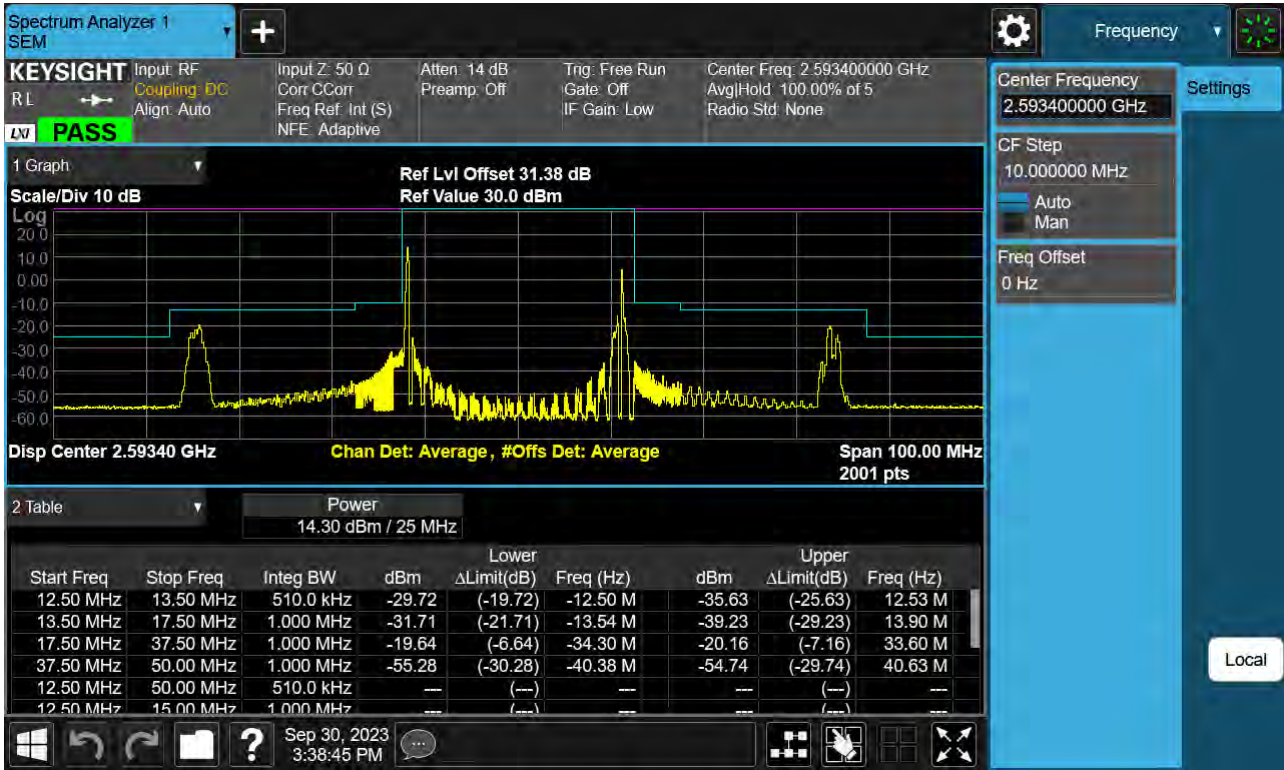 Spectrum Analyzer 1
SEM
Frequency
KEYSIGHT
RL
LXI
PASS
Input: RF
Coupling: DC
Align: Auto
Input Z: 50 Ω
Corr CCorr
Freq Ref: Int (S)
NFE: Adaptive
Atten: 14 dB
Preamp: Off
Trig: Free Run
Gate: Off
IF Gain: Low
Center Freq: 2.593400000 GHz
Avg|Hold: 100.00% of 5
Radio Std: None
Center Frequency
2.593400000 GHz
Settings
CF Step
10.000000 MHz
Auto
Man
Freq Offset
0 Hz
Local
1 Graph
Scale/Div 10 dB
Ref Lvl Offset 31.38 dB
Ref Value 30.0 dBm
Log
20.0
10.0
0.00
-10.0
-20.0
-30.0
-40.0
-50.0
-60.0
Disp Center 2.59340 GHz
Chan Det: Average, #Offs Det: Average
Span 100.00 MHz
2001 pts
2 Table
Power
14.30 dBm / 25 MHz
Lower Upper
Start Freq Stop Freq Integ BW dBm ΔLimit(dB) Freq (Hz) dBm ΔLimit(dB) Freq (Hz)
12.50 MHz 13.50 MHz 510.0 kHz -29.72 (-19.72) -12.50 M -35.63 (-25.63) 12.53 M
13.50 MHz 17.50 MHz 1.000 MHz -31.71 (-21.71) -13.54 M -39.23 (-29.23) 13.90 M
17.50 MHz 37.50 MHz 1.000 MHz -19.64 (-6.64) -34.30 M -20.16 (-7.16) 33.60 M
37.50 MHz 50.00 MHz 1.000 MHz -55.28 (-30.28) -40.38 M -54.74 (-29.74) 40.63 M
12.50 MHz 50.00 MHz 510.0 kHz --- (---) --- --- (---) ---
12.50 MHz 15.00 MHz 1.000 MHz --- (---) --- --- (---) ---
?
Sep 30, 2023
3:38:45 PM